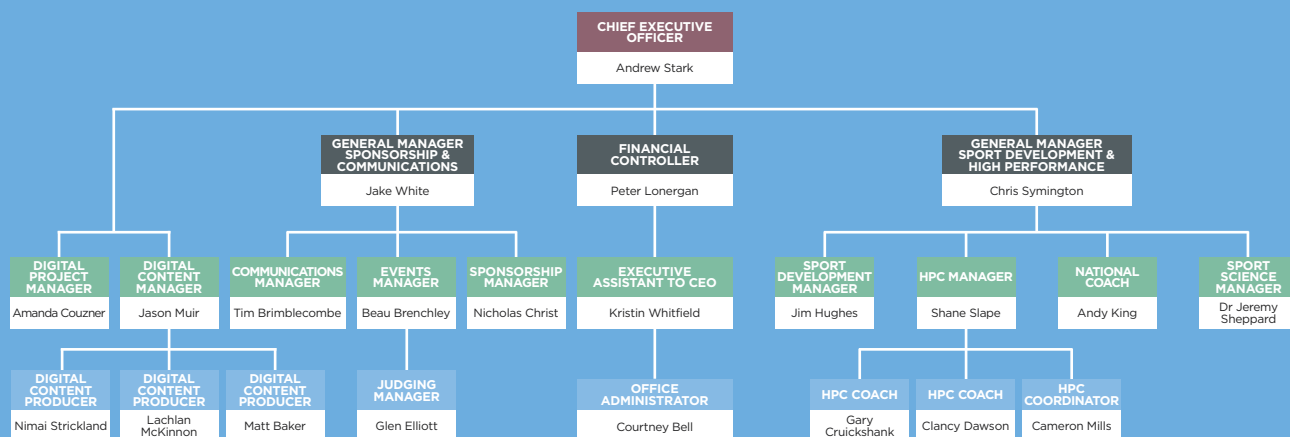 CHIEF EXECUTIVE
OFFICER
Andrew Stark
GENERAL MANAGER
SPONSORSHIP &
COMMUNICATIONS
Jake White
FINANCIAL
CONTROLLER
Peter Lonergan
GENERAL MANAGER
SPORT DEVELOPMENT &
HIGH PERFORMANCE
Chris Symington
DIGITAL
PROJECT
MANAGER
Amanda Couzner
DIGITAL
CONTENT
MANAGER
Jason Muir
COMMUNICATIONS
MANAGER
Tim Brimblecombe
EVENTS
MANAGER
Beau Brenchley
SPONSORSHIP
MANAGER
Nicholas Christ
EXECUTIVE
ASSISTANT TO CEO
Kristin Whitfield
SPORT
DEVELOPMENT
MANAGER
Jim Hughes
HPC MANAGER
Shane Slape
NATIONAL
COACH
Andy King
SPORT
SCIENCE
MANAGER
Dr Jeremy
Sheppard
DIGITAL
CONTENT
PRODUCER
Nimai Strickland
DIGITAL
CONTENT
PRODUCER
Lachlan
McKinnon
DIGITAL
CONTENT
PRODUCER
Matt Baker
JUDGING
MANAGER
Glen Elliott
OFFICE
ADMINISTRATOR
Courtney Bell
HPC COACH
Gary
Cruickshank
HPC COACH
Clancy Dawson
HPC
COORDINATOR
Cameron Mills